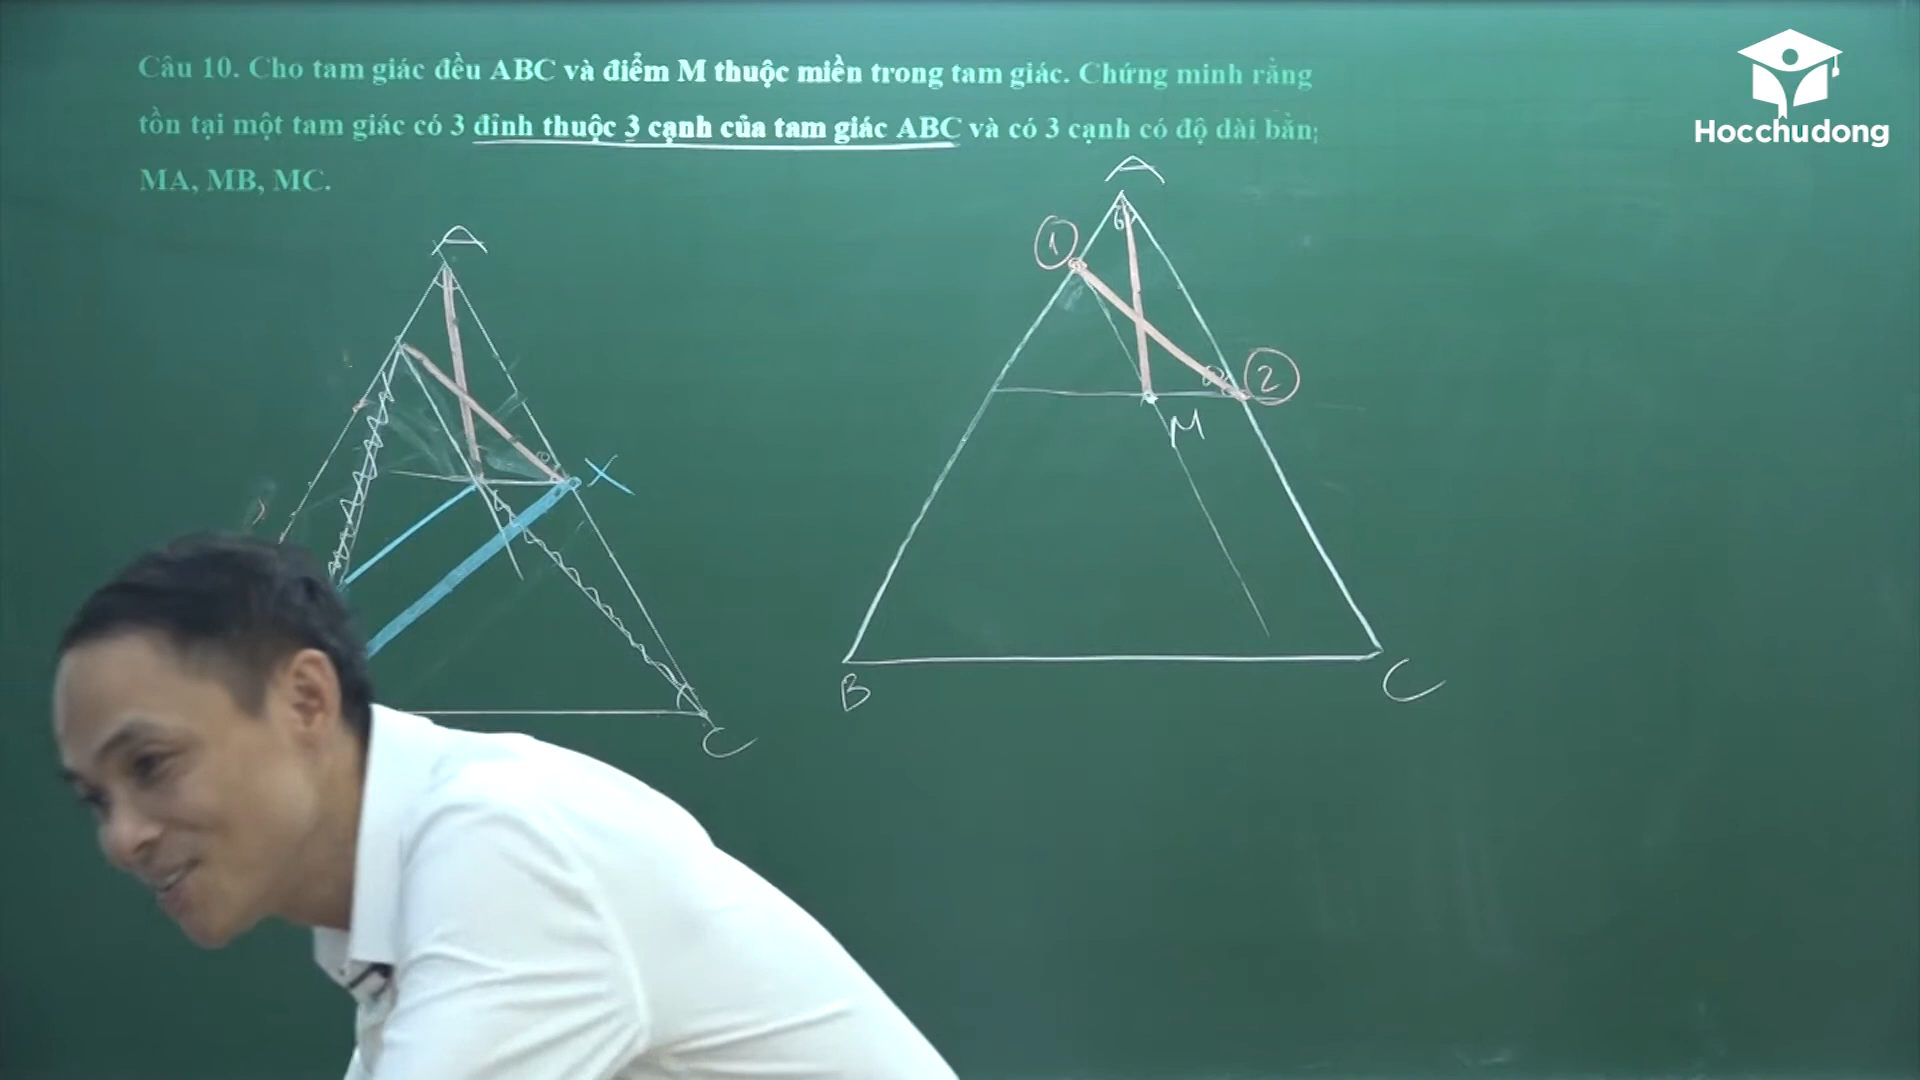 Câu 10. Cho tam giác đều ABC và điểm M thuộc miền trong tam giác. Chứng minh rằng
tồn tại một tam giác có 3 đỉnh thuộc 3 cạnh của tam giác ABC và có 3 cạnh có độ dài bằn;
MA, MB, MC.
Hocchudong
A
1
2
M
B
C
A
C